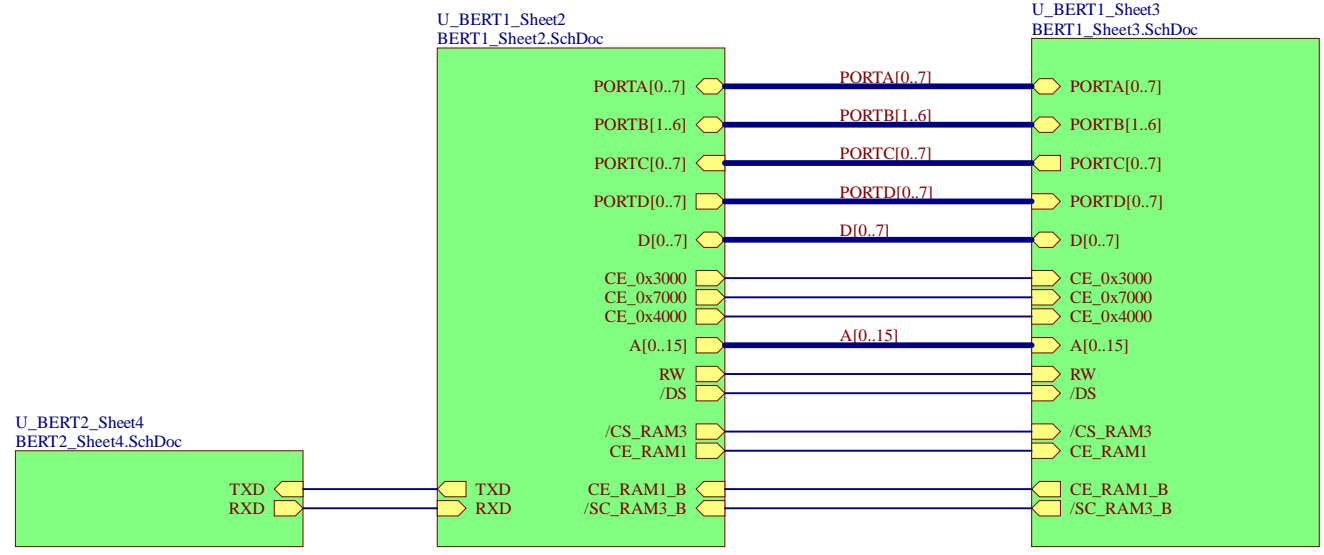 U_BERT1_Sheet2
BERT1_Sheet2.SchDoc
U_BERT1_Sheet3
BERT1_Sheet3.SchDoc
PORTA[0..7] PORTA[0..7] PORTA[0..7]
PORTB[1..6] PORTB[1..6] PORTB[1..6]
PORTC[0..7] PORTC[0..7] PORTC[0..7]
PORTD[0..7] PORTD[0..7] PORTD[0..7]
D[0..7] D[0..7] D[0..7]
CE_0x3000 CE_0x3000
CE_0x7000 CE_0x7000
CE_0x4000 CE_0x4000
A[0..15] A[0..15] A[0..15]
RW RW
/DS /DS
/CS_RAM3 /CS_RAM3
CE_RAM1 CE_RAM1
U_BERT2_Sheet4
BERT2_Sheet4.SchDoc
TXD TXD CE_RAM1_B CE_RAM1_B
RXD RXD /SC_RAM3_B /SC_RAM3_B